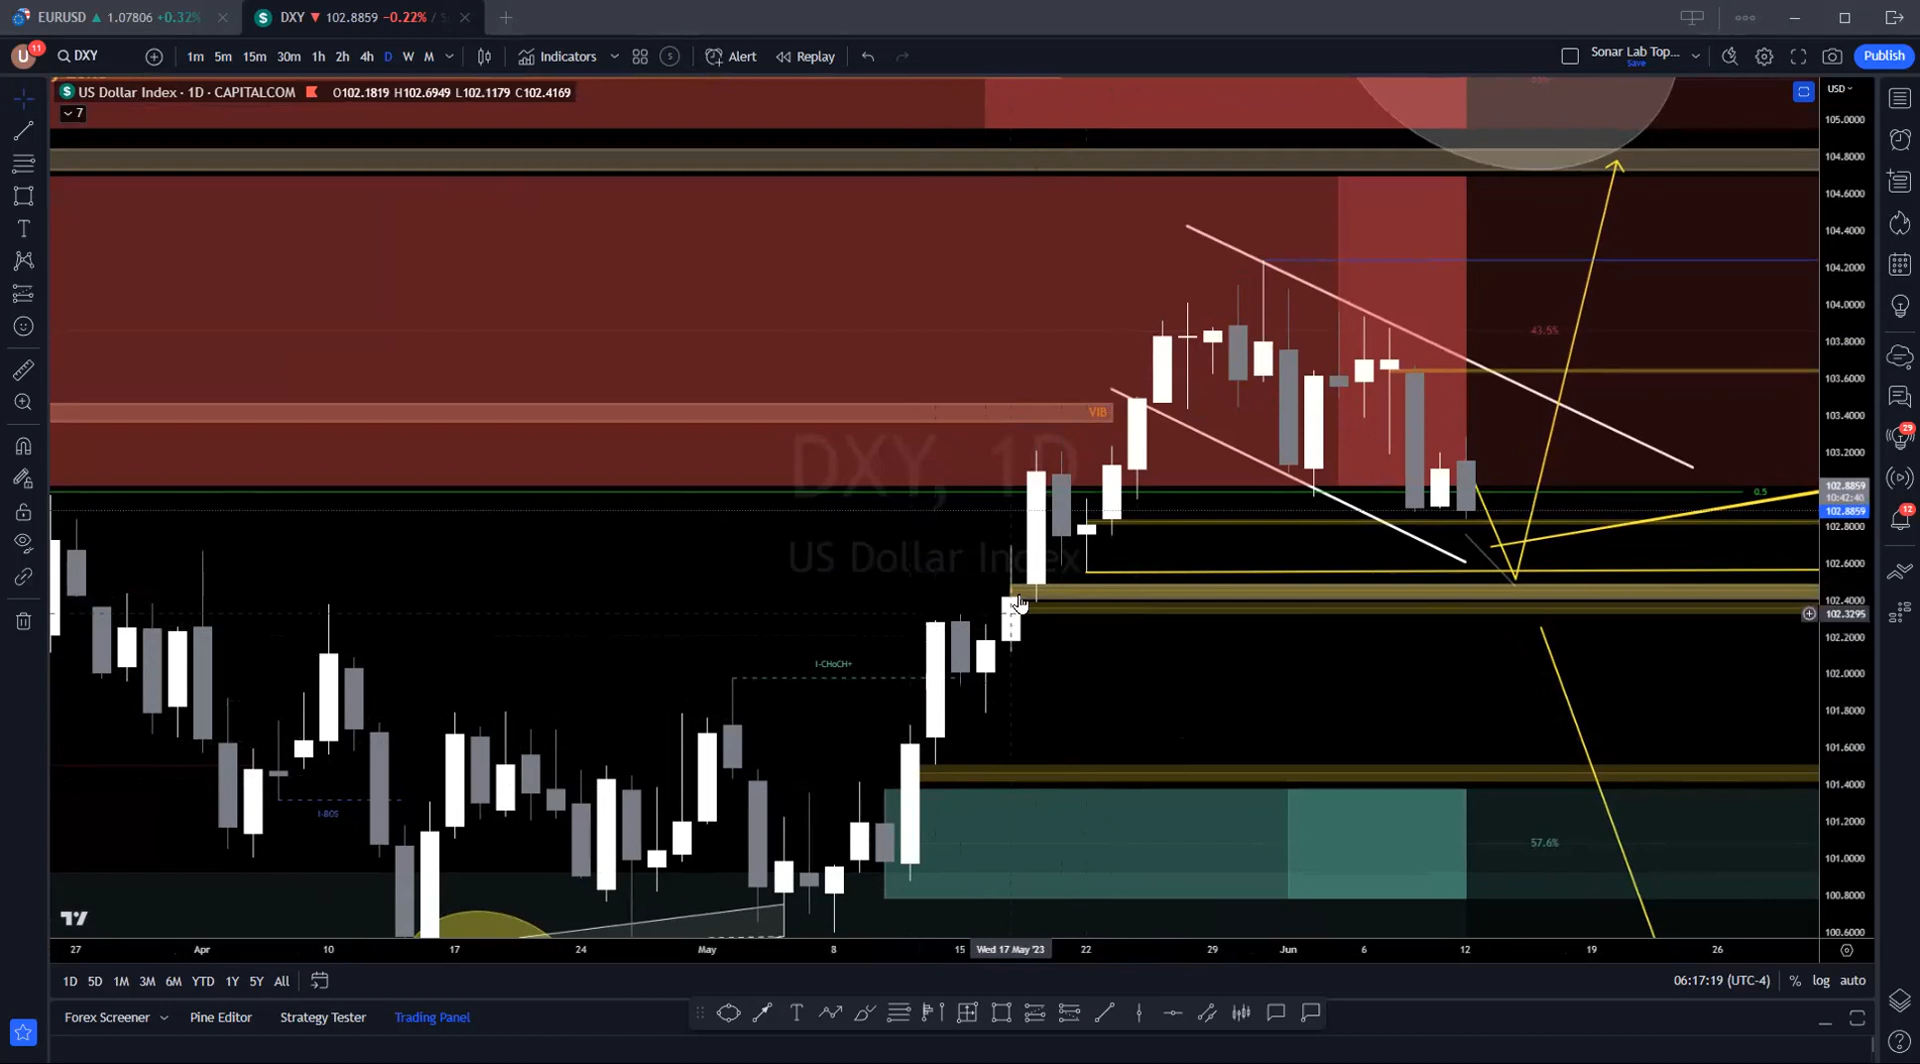 EURUSD ▲ 1.07806 +0.32%
DXY ▼ 102.8859 −0.22% /
U 11 DXY 1m 5m 15m 30m 1h 2h 4h D W M Indicators Alert Replay Sonar Lab Top... Save Publish
US Dollar Index · 1D · CAPITALCOM O102.1819 H102.6949 L102.1179 C102.4169
USD
7
105.0000
104.8000
104.6000
104.4000
104.2000
104.0000
43.5%
103.8000
103.6000
VIB
103.4000
DXY, 1D
103.2000
0.5
102.8859
10:42:40
102.8859
102.8000
US Dollar Index
102.6000
102.4000
102.3295
102.2000
I-CHoCH+
102.0000
101.8000
101.6000
101.4000
I-BOS
101.2000
57.6%
101.0000
100.8000
100.6000
29
12
27 Apr 10 17 24 May 8 15 Wed 17 May '23 22 29 Jun 6 12 19 26
1D 5D 1M 3M 6M YTD 1Y 5Y All 06:17:19 (UTC-4) % log auto
Forex Screener Pine Editor Strategy Tester Trading Panel